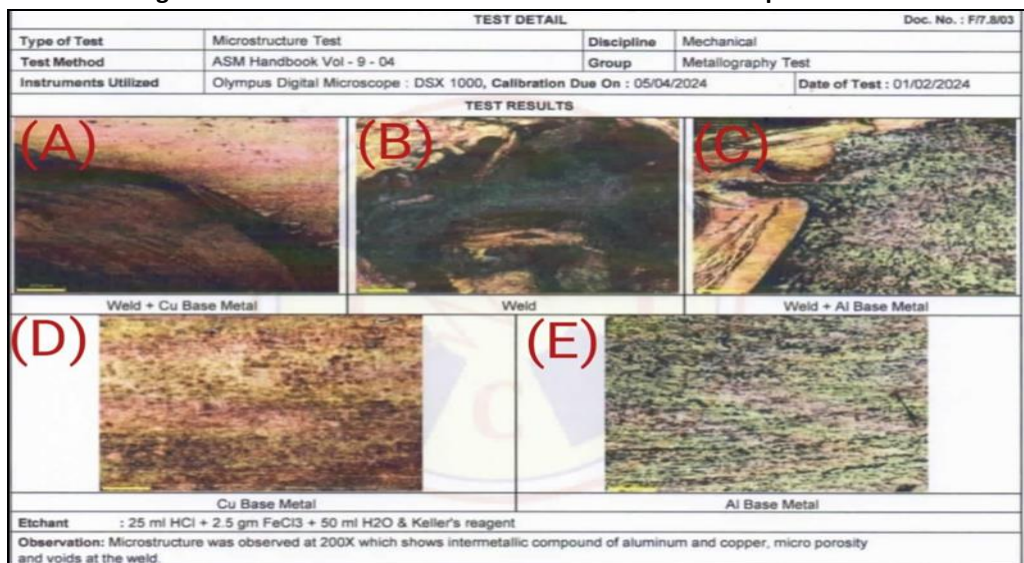 TEST DETAIL
Doc. No. : F/7.8/03
Type of Test Microstructure Test Discipline Mechanical
Test Method ASM Handbook Vol - 9 - 04 Group Metallography Test
Instruments Utilized Olympus Digital Microscope : DSX 1000, Calibration Due On : 05/04/2024 Date of Test : 01/02/2024
TEST RESULTS
(A) (B) (C)
Weld + Cu Base Metal Weld Weld + Al Base Metal
(D) (E)
C
Cu Base Metal Al Base Metal
Etchant : 25 ml HCl + 2.5 gm FeCl3 + 50 ml H2O & Keller's reagent
Observation: Microstructure was observed at 200X which shows intermetallic compound of aluminum and copper, micro porosity
and voids at the weld.